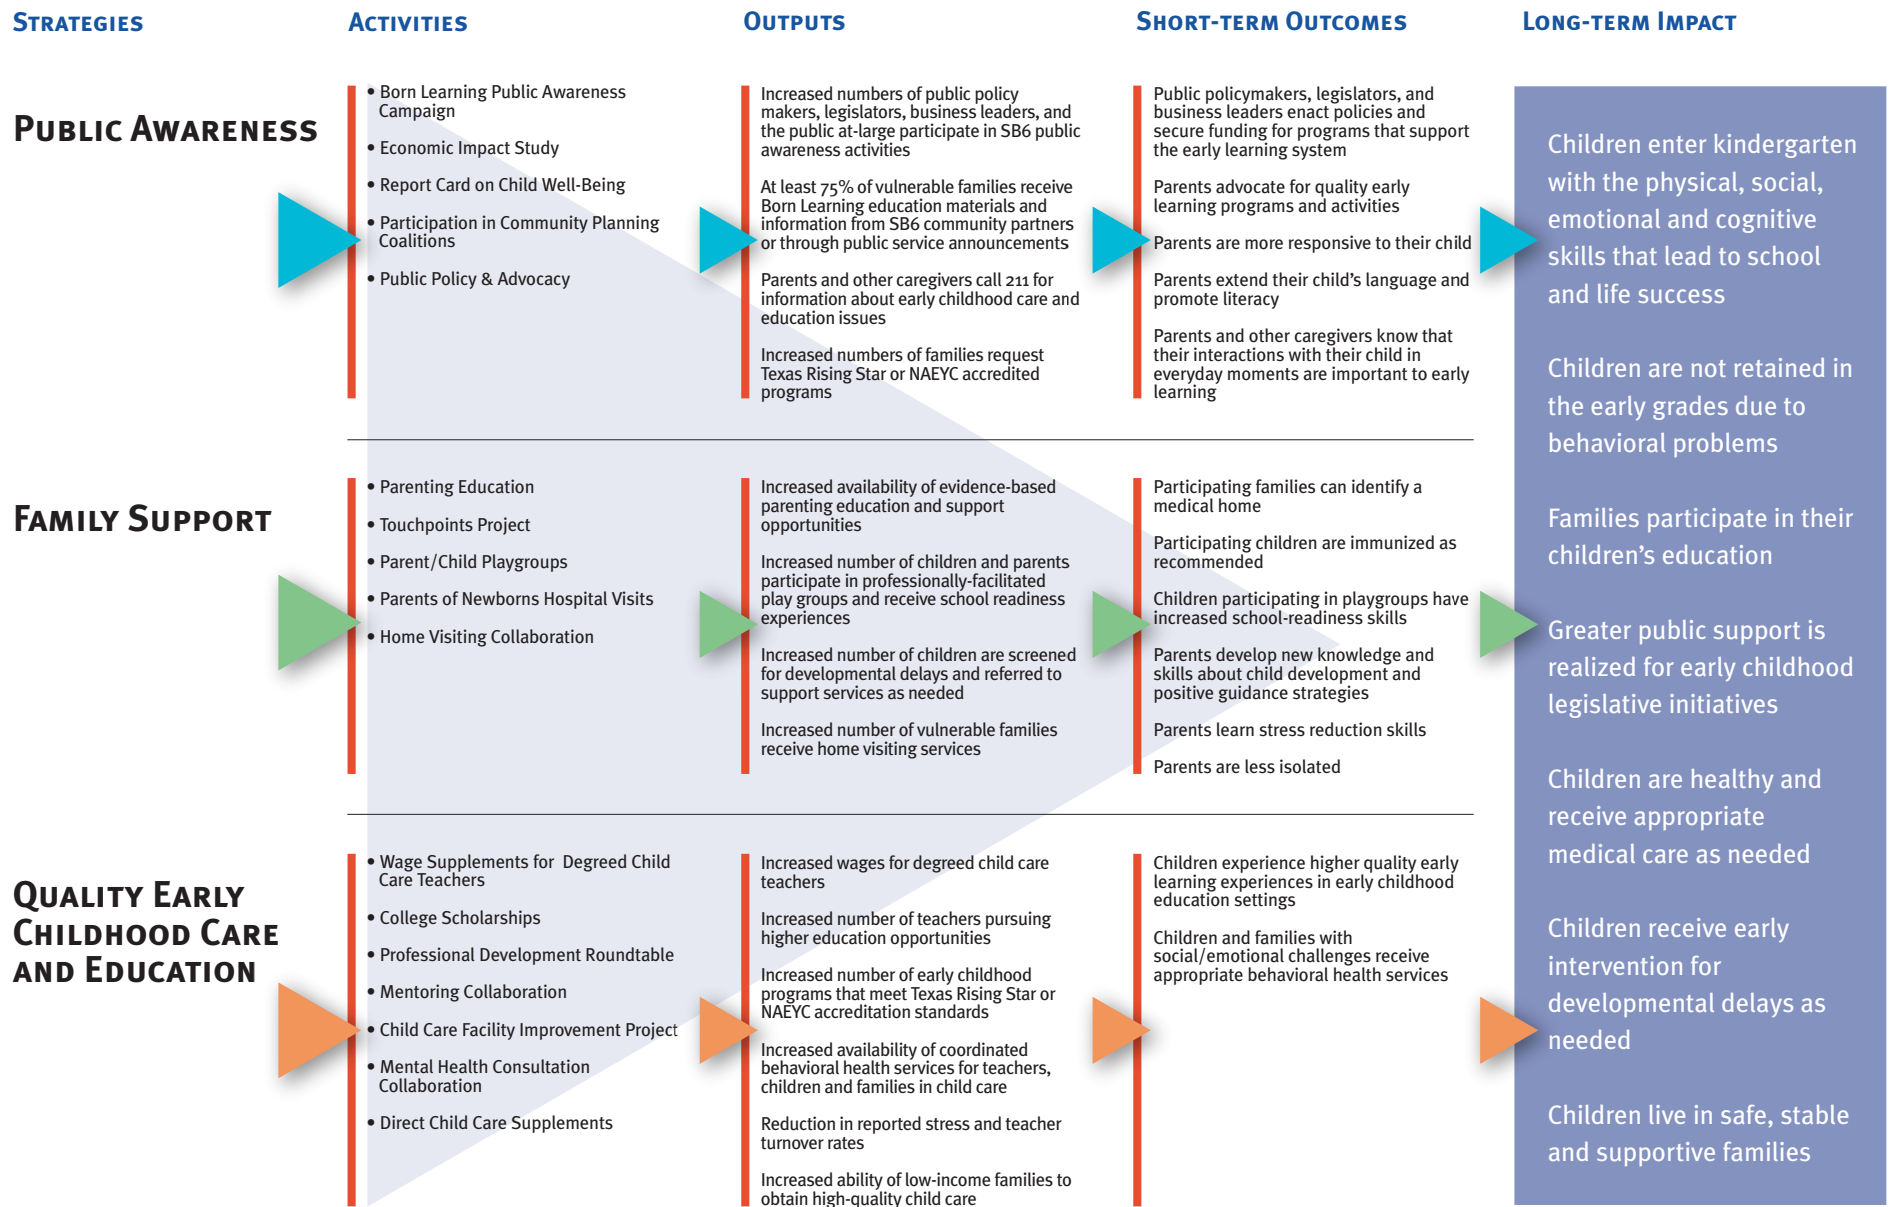 STRATEGIES
ACTIVITIES
OUTPUTS
SHORT-TERM OUTCOMES
LONG-TERM IMPACT
PUBLIC AWARENESS
• Born Learning Public Awareness
Campaign
• Economic Impact Study
• Report Card on Child Well-Being
• Participation in Community Planning
Coalitions
• Public Policy & Advocacy
Increased numbers of public policy
makers, legislators, business leaders, and
the public at-large participate in SB6 public
awareness activities
At least 75% of vulnerable families receive
Born Learning education materials and
information from SB6 community partners
or through public service announcements
Parents and other caregivers call 211 for
information about early childhood care and
education issues
Increased numbers of families request
Texas Rising Star or NAEYC accredited
programs
Public policymakers, legislators, and
business leaders enact policies and
secure funding for programs that support
the early learning system
Parents advocate for quality early
learning programs and activities
Parents are more responsive to their child
Parents extend their child’s language and
promote literacy
Parents and other caregivers know that
their interactions with their child in
everyday moments are important to early
learning
FAMILY SUPPORT
• Parenting Education
• Touchpoints Project
• Parent/Child Playgroups
• Parents of Newborns Hospital Visits
• Home Visiting Collaboration
Increased availability of evidence-based
parenting education and support
opportunities
Increased number of children and parents
participate in professionally-facilitated
play groups and receive school readiness
experiences
Increased number of children are screened
for developmental delays and referred to
support services as needed
Increased number of vulnerable families
receive home visiting services
Participating families can identify a
medical home
Participating children are immunized as
recommended
Children participating in playgroups have
increased school-readiness skills
Parents develop new knowledge and
skills about child development and
positive guidance strategies
Parents learn stress reduction skills
Parents are less isolated
QUALITY EARLY
CHILDHOOD CARE
AND EDUCATION
• Wage Supplements for Degreed Child
Care Teachers
• College Scholarships
• Professional Development Roundtable
• Mentoring Collaboration
• Child Care Facility Improvement Project
• Mental Health Consultation
Collaboration
• Direct Child Care Supplements
Increased wages for degreed child care
teachers
Increased number of teachers pursuing
higher education opportunities
Increased number of early childhood
programs that meet Texas Rising Star or
NAEYC accreditation standards
Increased availability of coordinated
behavioral health services for teachers,
children and families in child care
Reduction in reported stress and teacher
turnover rates
Increased ability of low-income families to
obtain high-quality child care
Children experience higher quality early
learning experiences in early childhood
education settings
Children and families with
social/emotional challenges receive
appropriate behavioral health services
Children enter kindergarten
with the physical, social,
emotional and cognitive
skills that lead to school
and life success
Children are not retained in
the early grades due to
behavioral problems
Families participate in their
children’s education
Greater public support is
realized for early childhood
legislative initiatives
Children are healthy and
receive appropriate
medical care as needed
Children receive early
intervention for
developmental delays as
needed
Children live in safe, stable
and supportive families